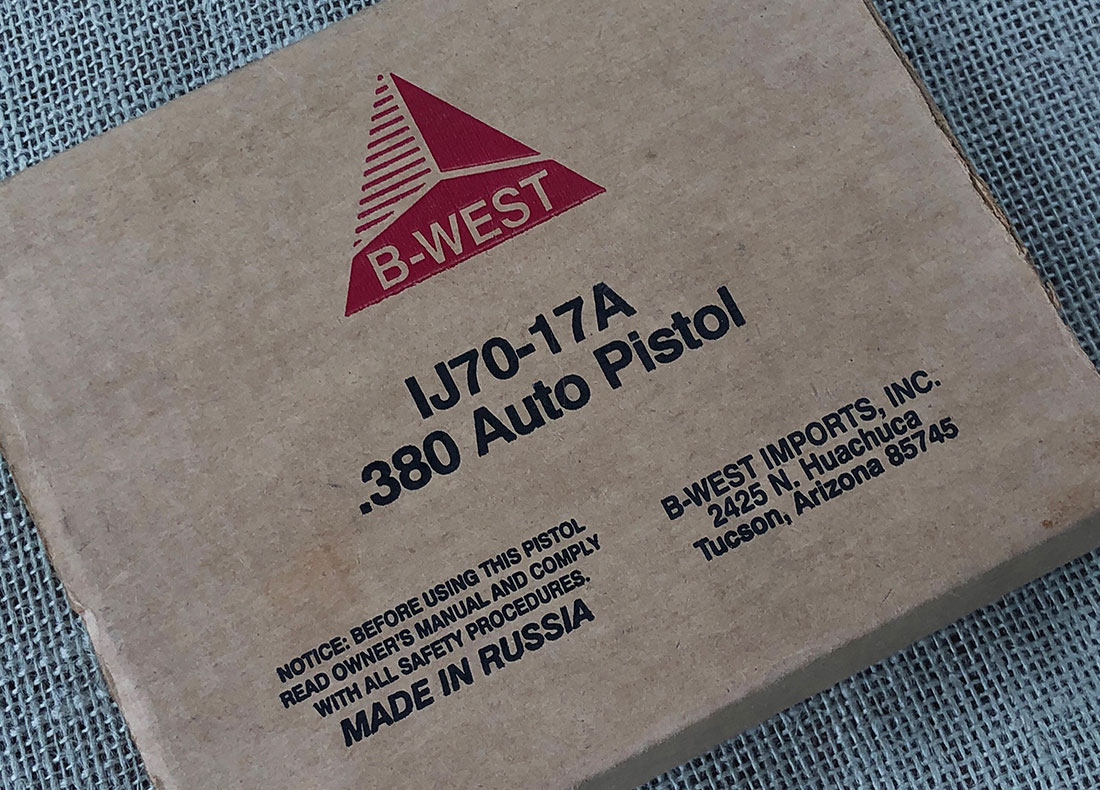 B-WEST
IJ70-17A
.380 Auto Pistol
B-WEST IMPORTS, INC.
2425 N. Huachuca
Tucson, Arizona 85745
NOTICE: BEFORE USING THIS PISTOL
READ OWNER'S MANUAL AND COMPLY
WITH ALL SAFETY PROCEDURES.
MADE IN RUSSIA